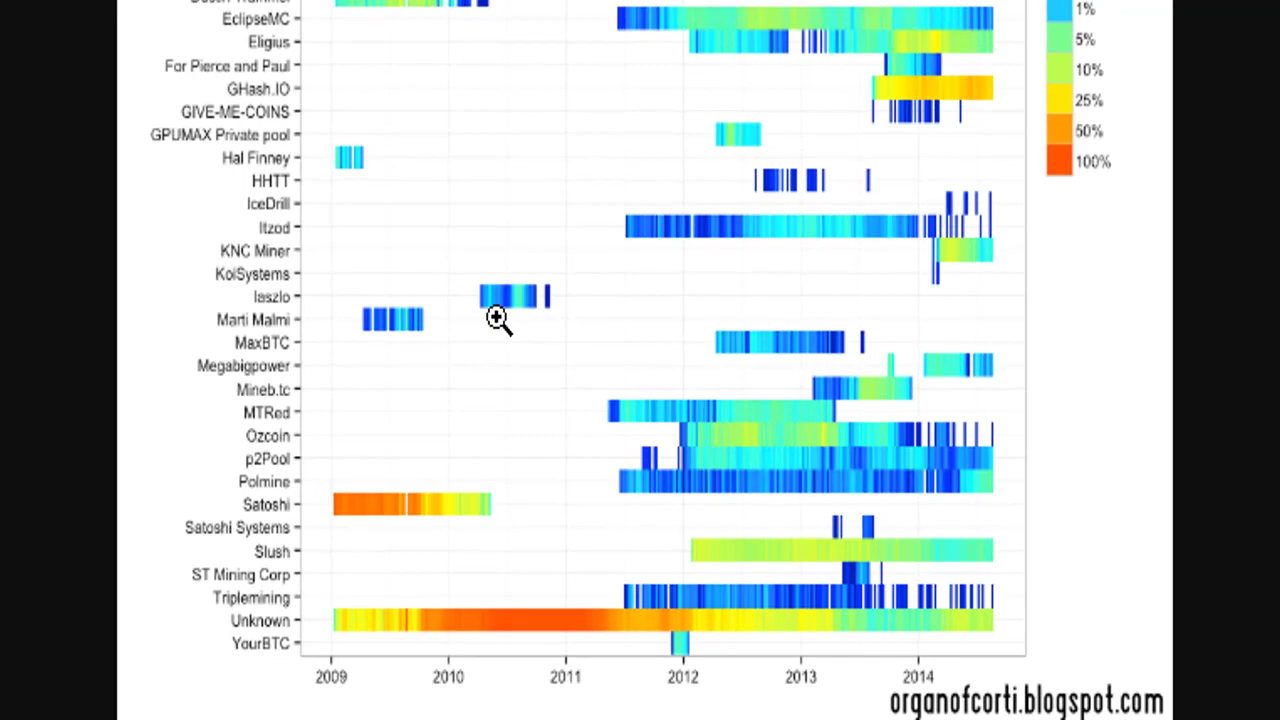 EclipseMC
1%
Eligius
5%
For Pierce and Paul
10%
GHash.IO
25%
GIVE-ME-COINS
GPUMAX Private pool
50%
Hal Finney
100%
HHTT
IceDrill
Itzod
KNC Miner
KoiSystems
laszlo
Marti Malmi
MaxBTC
Megabigpower
Mineb.tc
MTRed
Ozcoin
p2Pool
Polmine
Satoshi
Satoshi Systems
Slush
ST Mining Corp
Triplemining
Unknown
YourBTC
2009 2010 2011 2012 2013 2014
organofcorti.blogspot.com